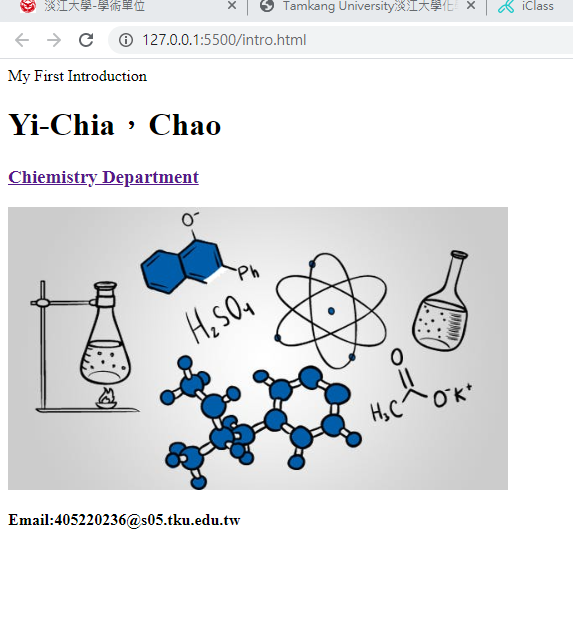 淡江大學-學術單位
Tamkang University淡江大學化
iClass
127.0.0.1:5500/intro.html
My First Introduction
Yi-Chia，Chao
Chiemistry Department
O⁻
Ph
H₂SO₄
O
H₃C O⁻K⁺
Email:405220236@s05.tku.edu.tw